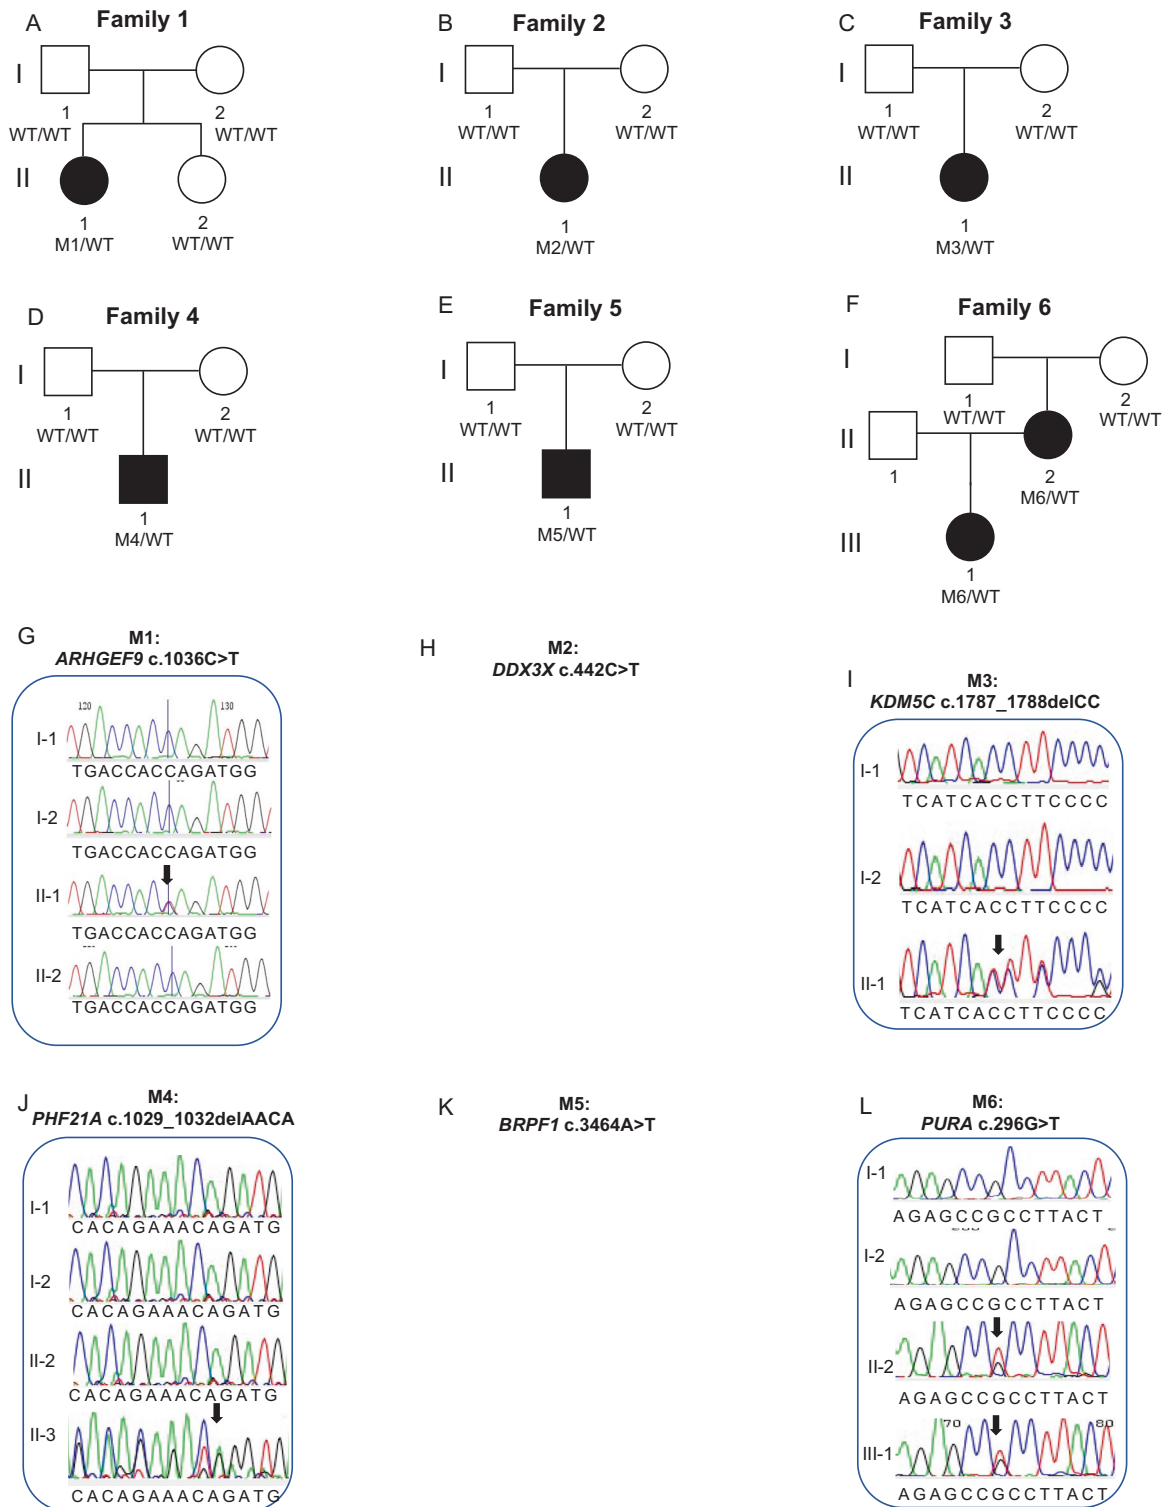 A
Family 1
I
1
2
WT/WT
WT/WT
II
1
2
M1/WT
WT/WT
B
Family 2
I
1
2
WT/WT
WT/WT
II
1
M2/WT
C
Family 3
I
1
2
WT/WT
WT/WT
II
1
M3/WT
D
Family 4
I
1
2
WT/WT
WT/WT
II
1
M4/WT
E
Family 5
I
1
2
WT/WT
WT/WT
II
1
M5/WT
F
Family 6
I
1
2
WT/WT
WT/WT
II
1
2
M6/WT
III
1
M6/WT
G
M1:
ARHGEF9 c.1036C>T
120
130
I-1
TGACCACCAGATGG
I-2
TGACCACCAGATGG
II-1
TGACCACCAGATGG
II-2
TGACCACCAGATGG
H
M2:
DDX3X c.442C>T
I
M3:
KDM5C c.1787_1788delCC
I-1
TCATCACCTTCCCC
I-2
TCATCACCTTCCCC
II-1
TCATCACCTTCCCC
J
M4:
PHF21A c.1029_1032delAACA
I-1
CACAGAAACAGATG
I-2
CACAGAAACAGATG
II-2
CACAGAAACAGATG
II-3
CACAGAAACAGATG
K
M5:
BRPF1 c.3464A>T
L
M6:
PURA c.296G>T
I-1
AGAGCCGCCTTACT
I-2
AGAGCCGCCTTACT
II-2
AGAGCCGCCTTACT
70
80
III-1
AGAGCCGCCTTACT